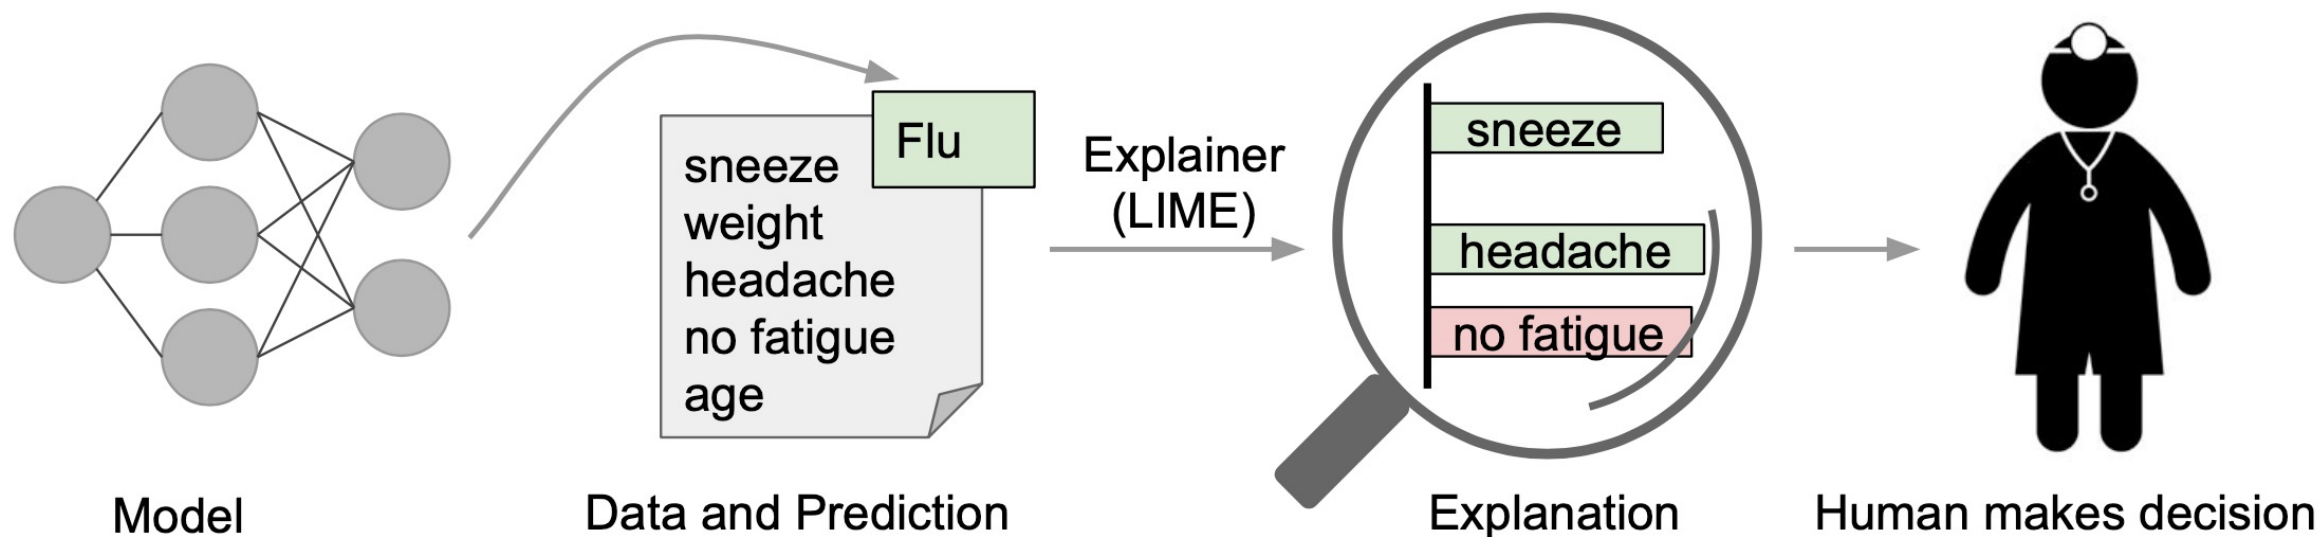 Flu
sneeze
weight
headache
no fatigue
age
Explainer
(LIME)
sneeze
headache
no fatigue
Model
Data and Prediction
Explanation
Human makes decision